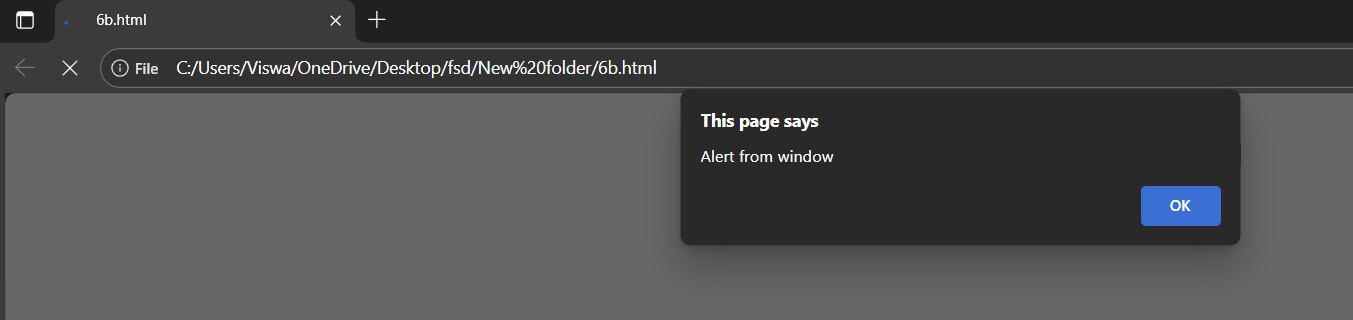 6b.html
File C:/Users/Viswa/OneDrive/Desktop/fsd/New%20folder/6b.html
This page says
Alert from window
OK